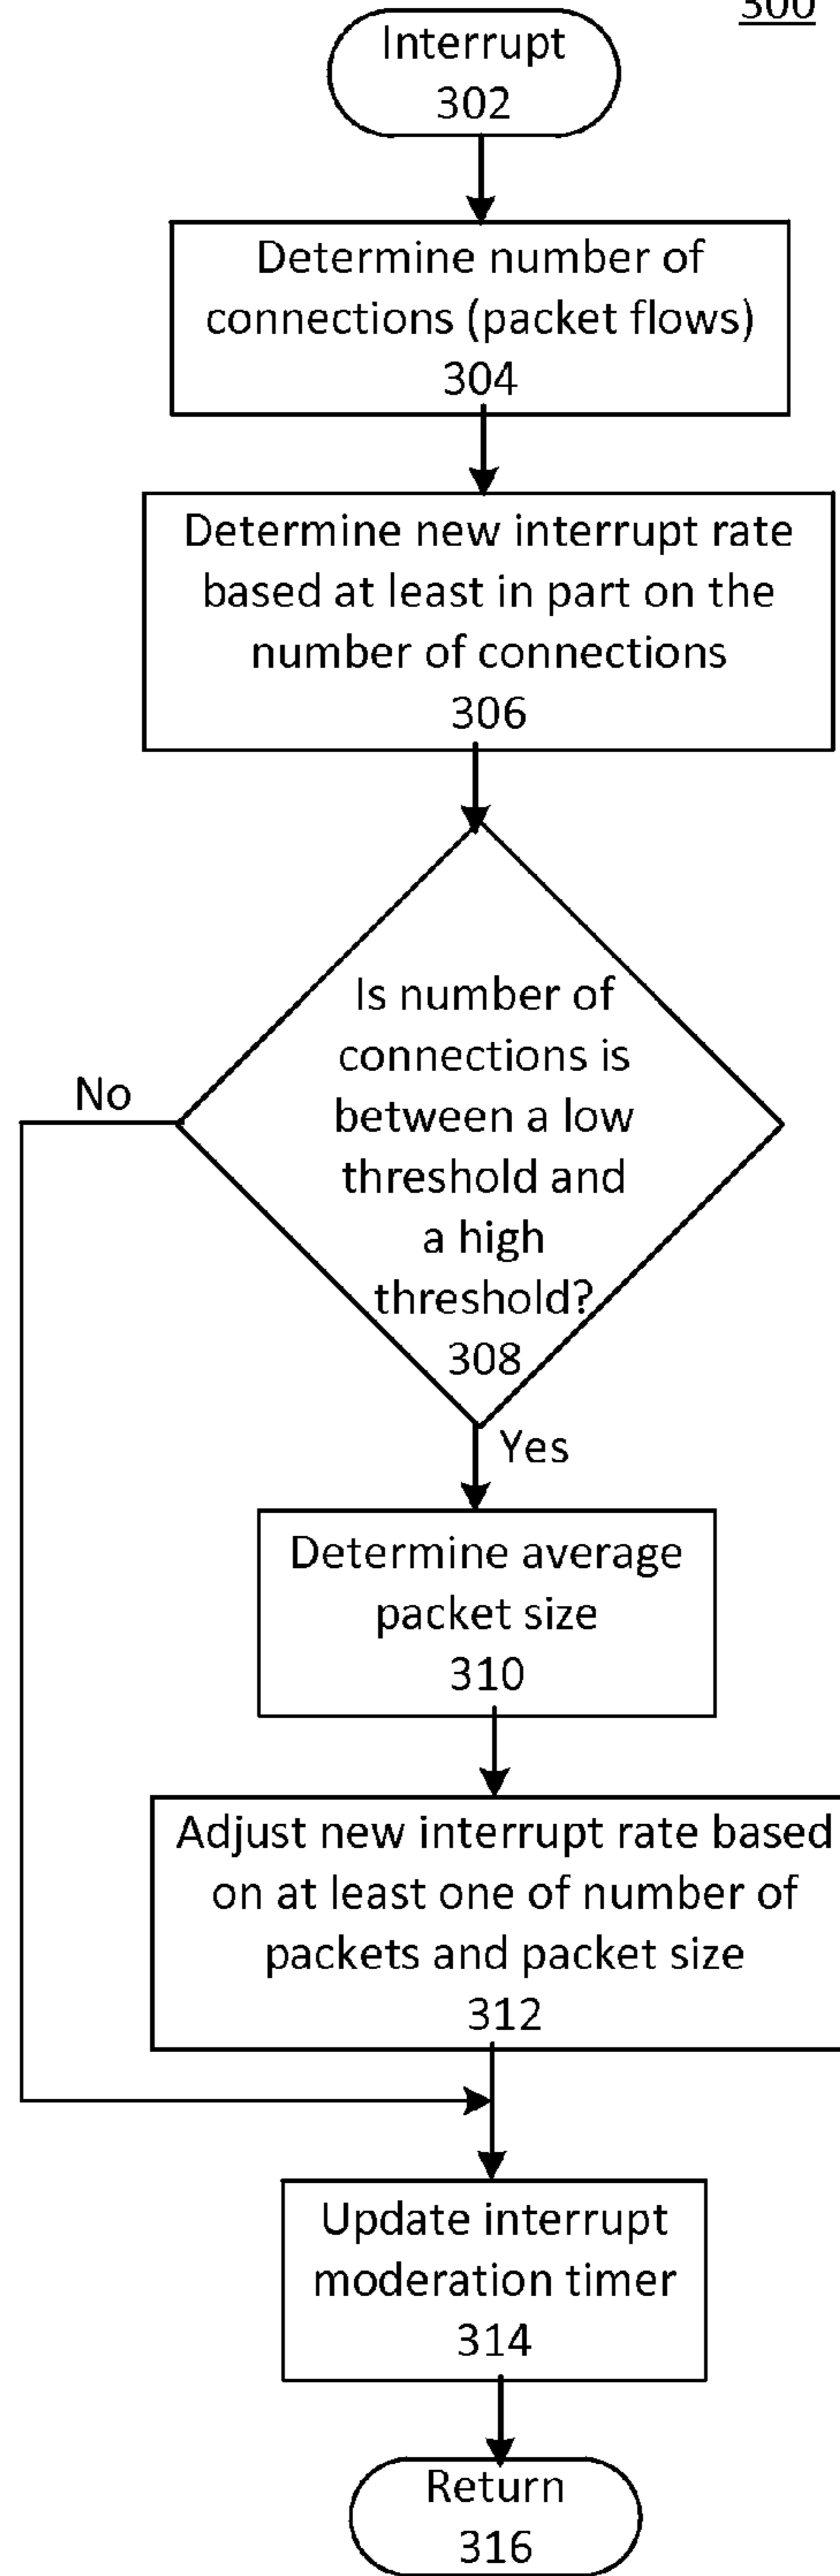 300
Interrupt
302
Determine number of
connections (packet flows)
304
Determine new interrupt rate
based at least in part on the
number of connections
306
Is number of
connections is
between a low
threshold and
a high
threshold?
308
No
Yes
Determine average
packet size
310
Adjust new interrupt rate based
on at least one of number of
packets and packet size
312
Update interrupt
moderation timer
314
Return
316